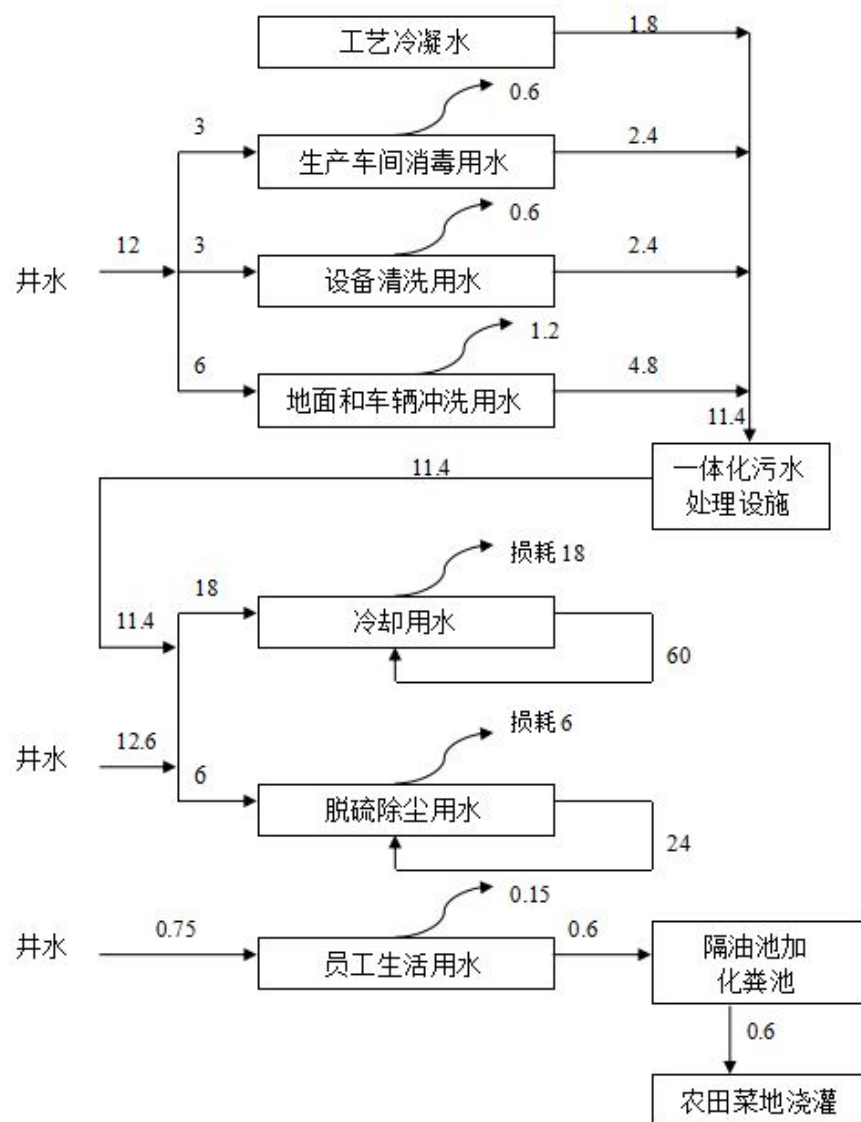 工艺冷凝水
1.8
0.6
3
生产车间消毒用水
2.4
0.6
井水
12
3
设备清洗用水
2.4
1.2
6
地面和车辆冲洗用水
4.8
11.4
一体化污水
处理设施
11.4
损耗 18
18
11.4
冷却用水
60
损耗 6
井水
12.6
6
脱硫除尘用水
24
0.15
井水
0.75
员工生活用水
0.6
隔油池加
化粪池
0.6
农田菜地浇灌